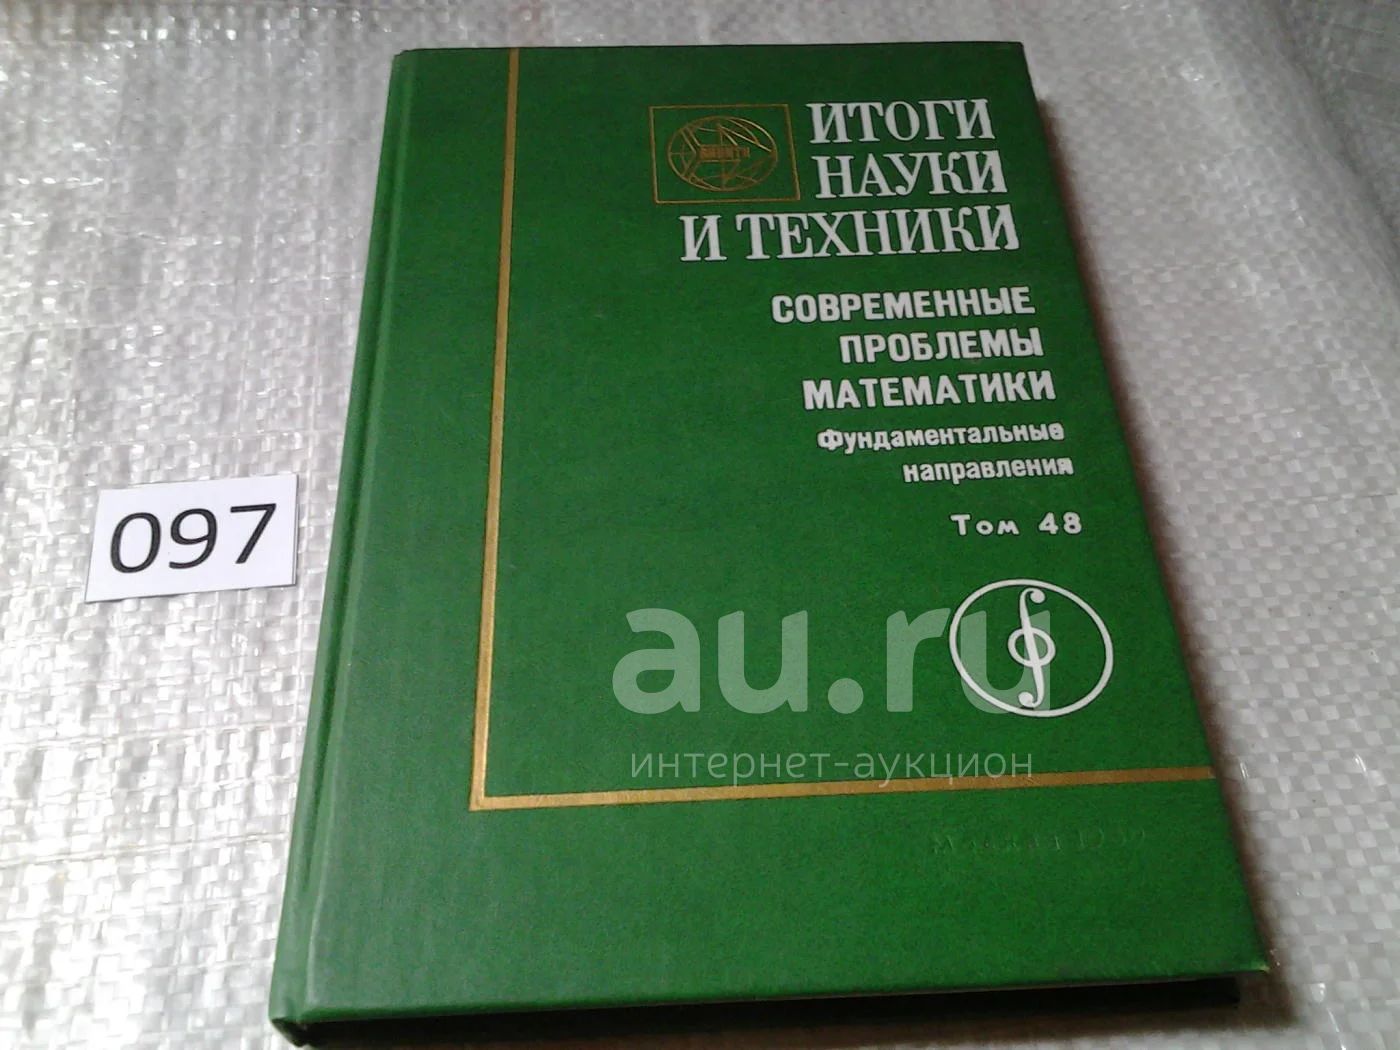 ИТОГИ
НАУКИ
И ТЕХНИКИ
СОВРЕМЕННЫЕ
ПРОБЛЕМЫ
МАТЕМАТИКИ
Фундаментальные
направления
Том 48
097
au.ru
интернет-аукцион